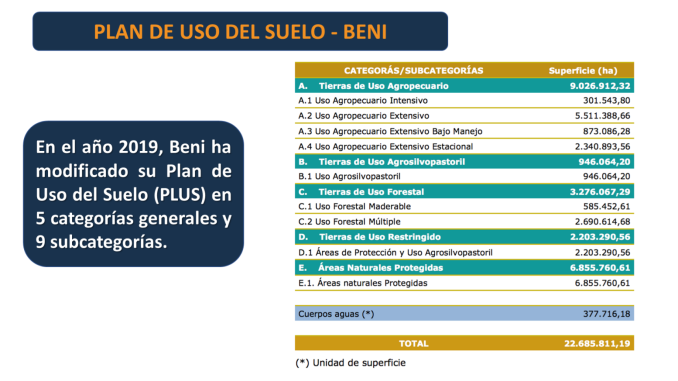 PLAN DE USO DEL SUELO - BENI
En el año 2019, Beni ha
modificado su Plan de
Uso del Suelo (PLUS) en
5 categorías generales y
9 subcategorías.
CATEGORÁS/SUBCATEGORÍAS Superficie (ha)
A. Tierras de Uso Agropecuario 9.026.912,32
A.1 Uso Agropecuario Intensivo 301.543,80
A.2 Uso Agropecuario Extensivo 5.511.388,66
A.3 Uso Agropecuario Extensivo Bajo Manejo 873.086,28
A.4 Uso Agropecuario Extensivo Estacional 2.340.893,56
B. Tierras de Uso Agrosilvopastoril 946.064,20
B.1 Uso Agrosilvopastoril 946.064,20
C. Tierras de Uso Forestal 3.276.067,29
C.1 Uso Forestal Maderable 585.452,61
C.2 Uso Forestal Múltiple 2.690.614,68
D. Tierras de Uso Restringido 2.203.290,56
D.1 Áreas de Protección y Uso Agrosilvopastoril 2.203.290,56
E. Áreas Naturales Protegidas 6.855.760,61
E.1. Áreas naturales Protegidas 6.855.760,61
Cuerpos aguas (*) 377.716,18
TOTAL 22.685.811,19
(*) Unidad de superficie